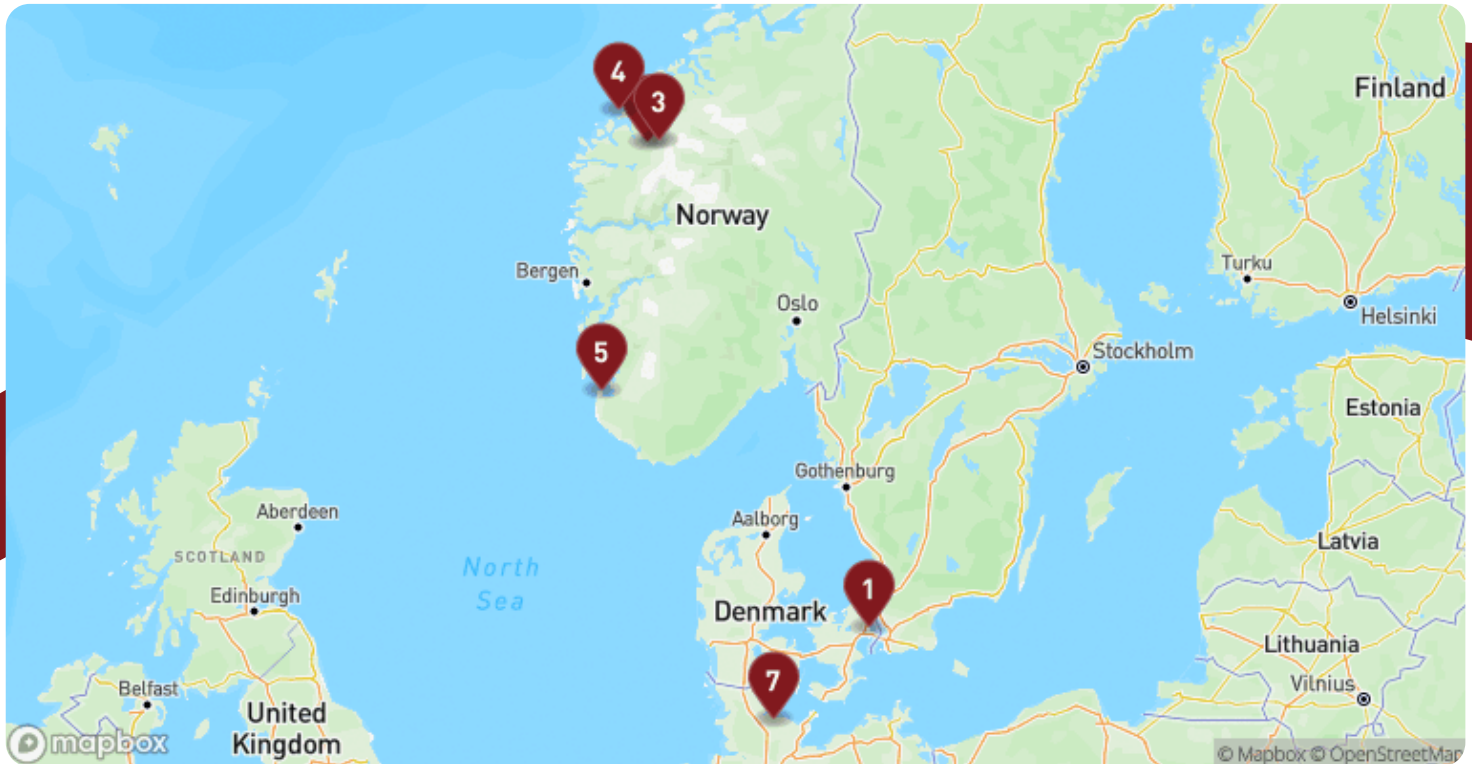 4
3
Finland
Norway
Bergen
Turku
Oslo
Helsinki
5
Stockholm
Estonia
Gothenburg
Aberdeen
Aalborg
SCOTLAND
Latvia
North
Sea
Edinburgh
1
Denmark
Lithuania
Belfast
7
Vilnius
United
Kingdom
mapbox
© Mapbox © OpenStreetMap